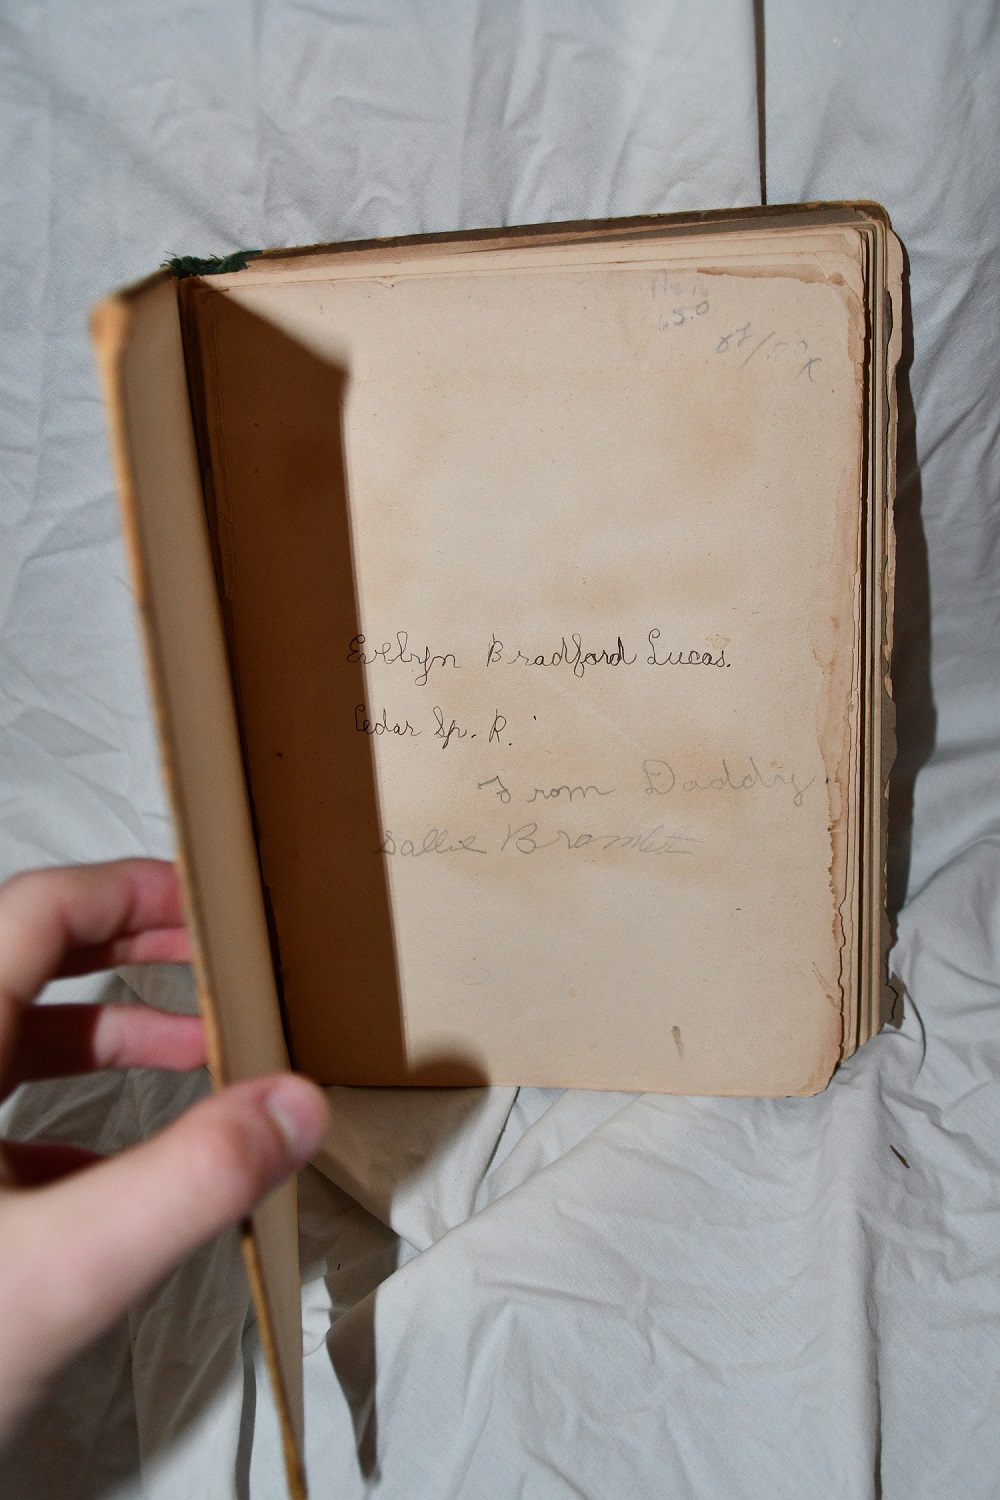 Evelyn Bradford Lucas.
Cedar Sp. R.
From Daddy
Sallie Bramlett